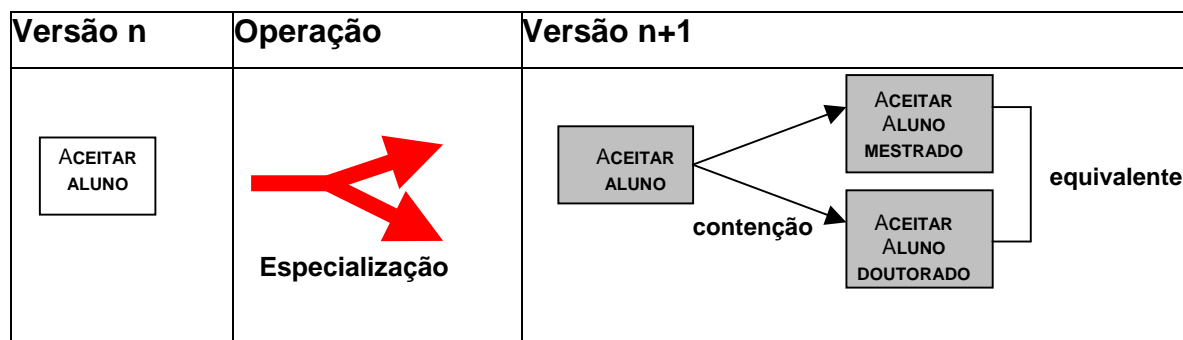 Versão n
Operação
Versão n+1
ACEITAR
ALUNO
Especialização
ACEITAR
ALUNO
contenção
ACEITAR
ALUNO
MESTRADO
ACEITAR
ALUNO
DOUTORADO
equivalente